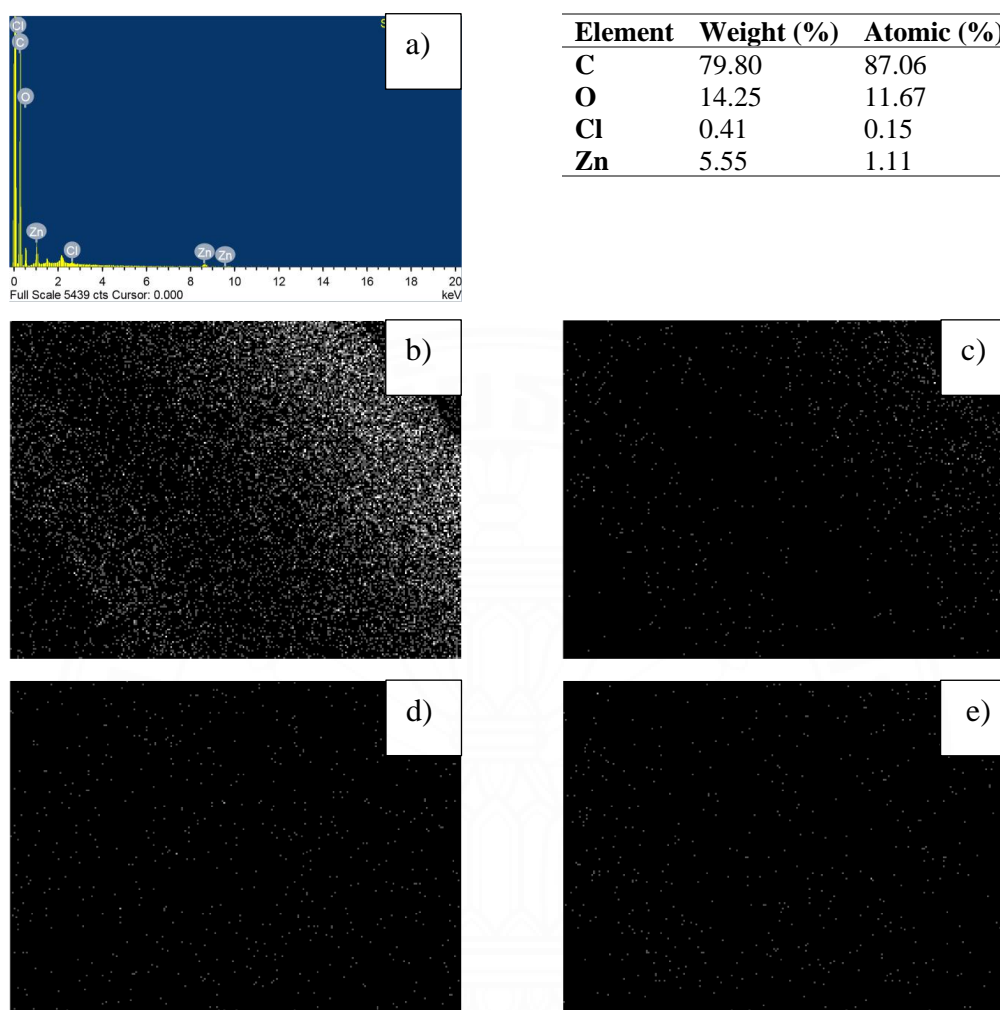 Cl
C
O
Zn
Cl
Zn
Zn
a)
0 2 4 6 8 10 12 14 16 18 20
Full Scale 5439 cts Cursor: 0.000 keV
Element Weight (%) Atomic (%)
C 79.80 87.06
O 14.25 11.67
Cl 0.41 0.15
Zn 5.55 1.11
b)
c)
d)
e)